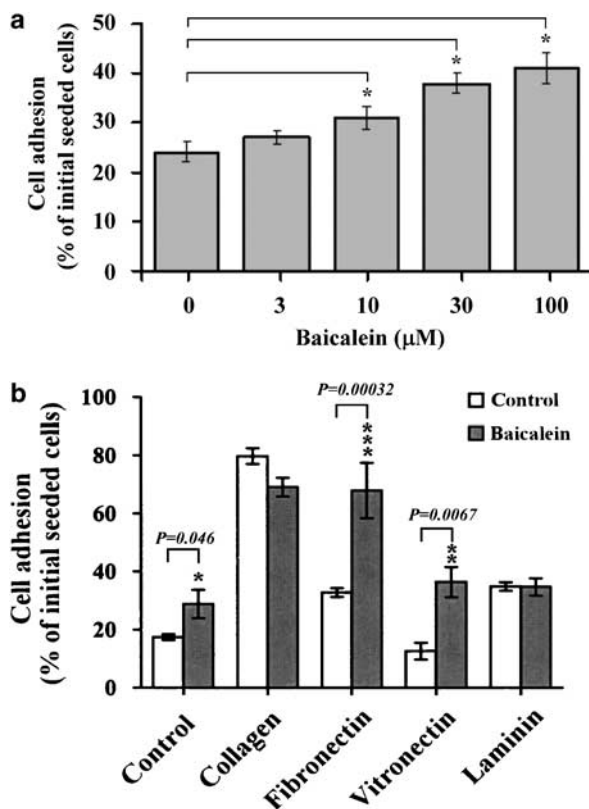 a
Cell adhesion
(% of initial seeded cells)
50
40
30
20
10
0
*
*
*
0 3 10 30 100
Baicalein (μM)
b
Cell adhesion
(% of initial seeded cells)
100
80
60
40
20
0
P=0.00032
***
Control
Baicalein
P=0.0067
**
P=0.046
*
Control
Collagen
Fibronectin
Vitronectin
Laminin